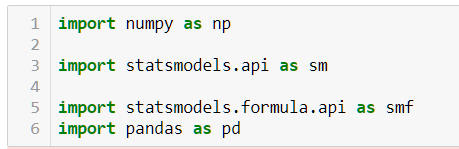 1 import numpy as np
2
3 import statsmodels.api as sm
4
5 import statsmodels.formula.api as smf
6 import pandas as pd